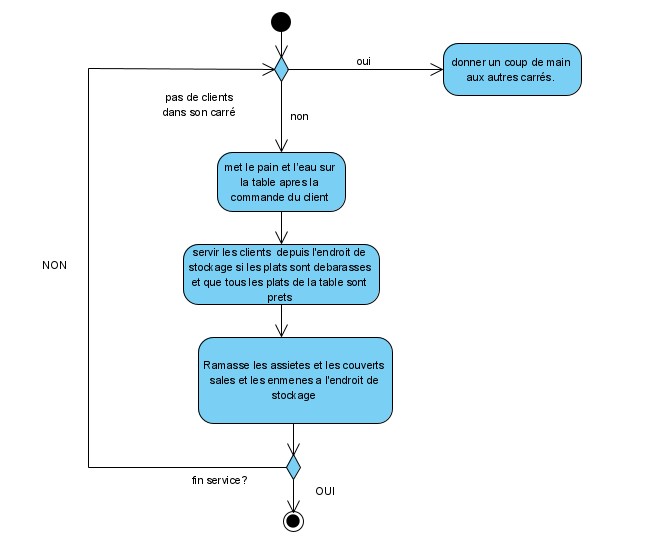 oui
donner un coup de main
aux autres carrés.
pas de clients
dans son carré
non
met le pain et l'eau sur
la table apres la
commande du client
servir les clients depuis l'endroit de
stockage si les plats sont debarasses
et que tous les plats de la table sont
prets
NON
Ramasse les assietes et les couverts
sales et les enmenes a l'endroit de
stockage
fin service?
OUI